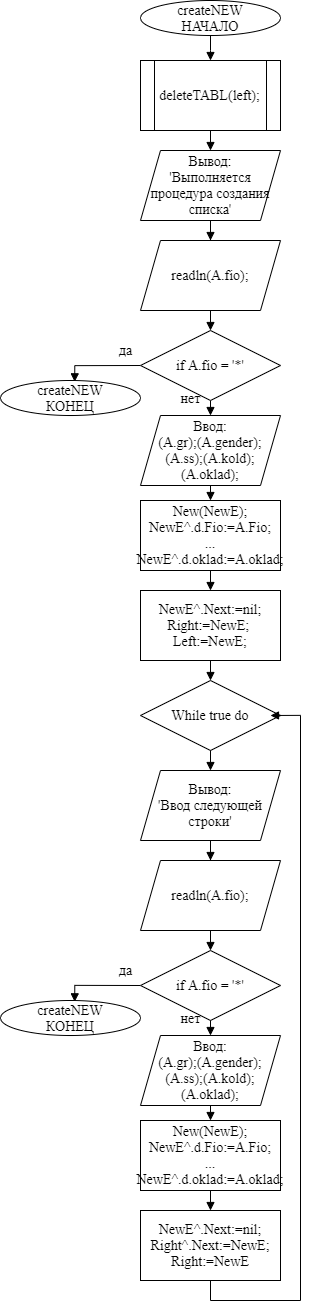 createNEW
НАЧАЛО
deleteTABL(left);
Вывод:
'Выполняется
процедура создания
списка'
readln(A.fio);
if A.fio = '*'
да
createNEW
КОНЕЦ
нет
Ввод:
(A.gr);(A.gender);
(A.ss);(A.kold);
(A.oklad);
New(NewE);
NewE^.d.Fio:=A.Fio;
...
NewE^.d.oklad:=A.oklad;
NewE^.Next:=nil;
Right:=NewE;
Left:=NewE;
While true do
Вывод:
'Ввод следующей
строки'
readln(A.fio);
if A.fio = '*'
да
createNEW
КОНЕЦ
нет
Ввод:
(A.gr);(A.gender);
(A.ss);(A.kold);
(A.oklad);
New(NewE);
NewE^.d.Fio:=A.Fio;
...
NewE^.d.oklad:=A.oklad;
NewE^.Next:=nil;
Right^.Next:=NewE;
Right:=NewE